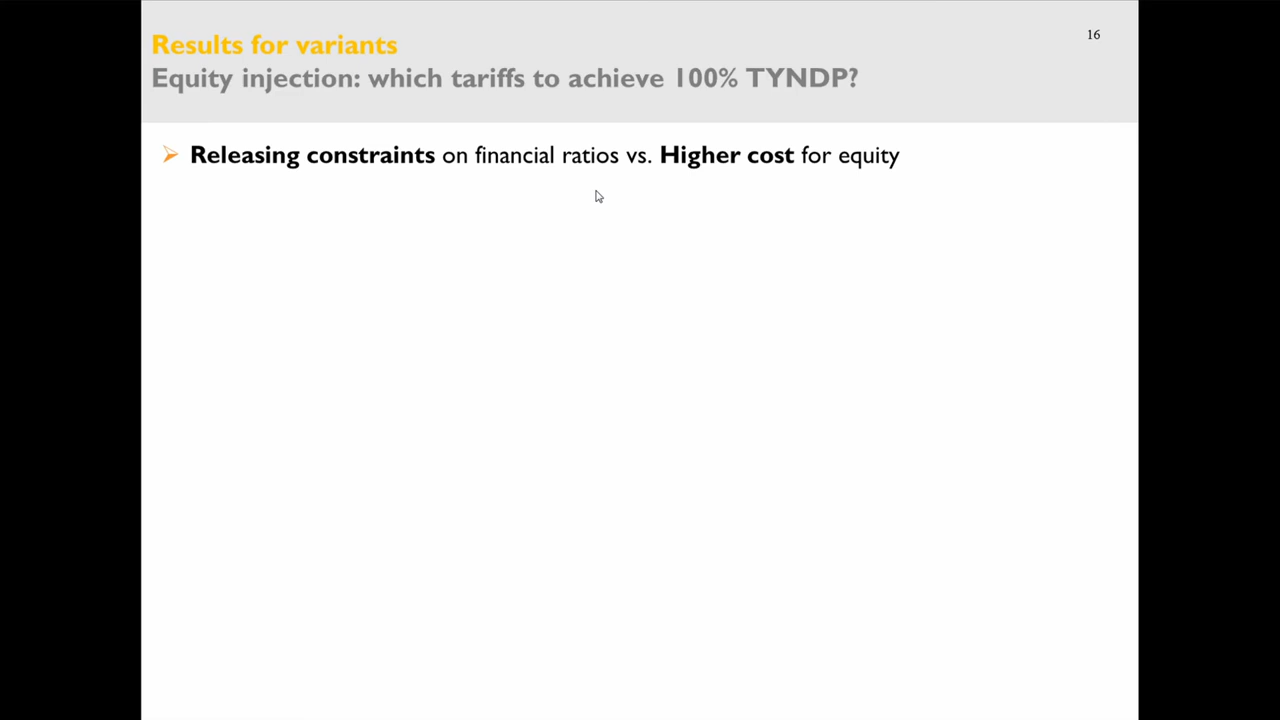 16
Results for variants
Equity injection: which tariffs to achieve 100% TYNDP?
Releasing constraints on financial ratios vs. Higher cost for equity